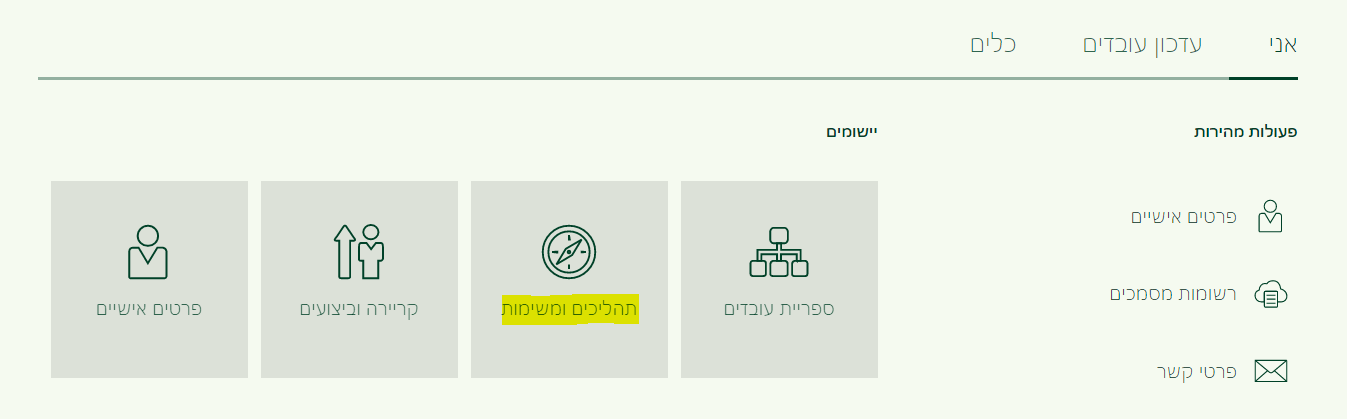 אני
עדכון עובדים
כלים
פעולות מהירות
פרטים אישיים
רשומות מסמכים
פרטי קשר
יישומים
ספריית עובדים
תהליכים ומשימות
קריירה וביצועים
פרטים אישיים